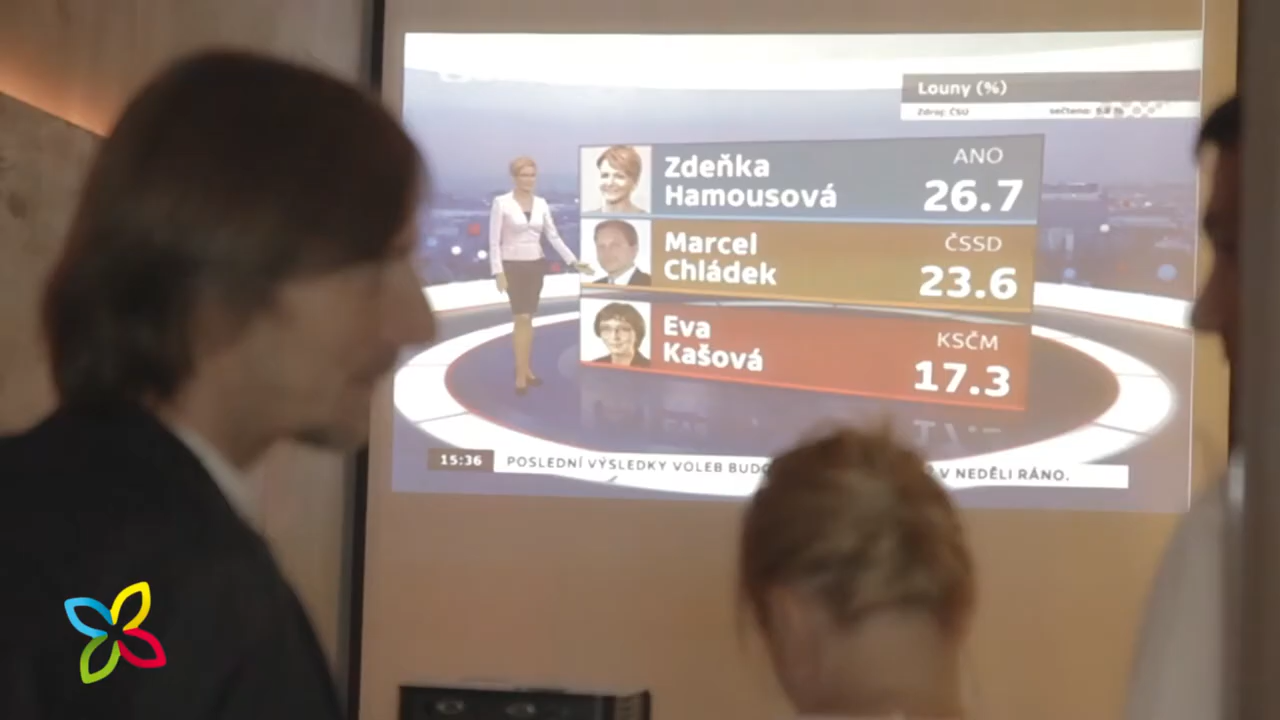 Louny (%)
Zdroj: ČSÚ sečteno:
Zdeňka
Hamousová
ANO
26.7
Marcel
Chládek
ČSSD
23.6
Eva
Kašová
KSČM
17.3
15:36 POSLEDNÍ VÝSLEDKY VOLEB V NEDĚLI RÁNO.